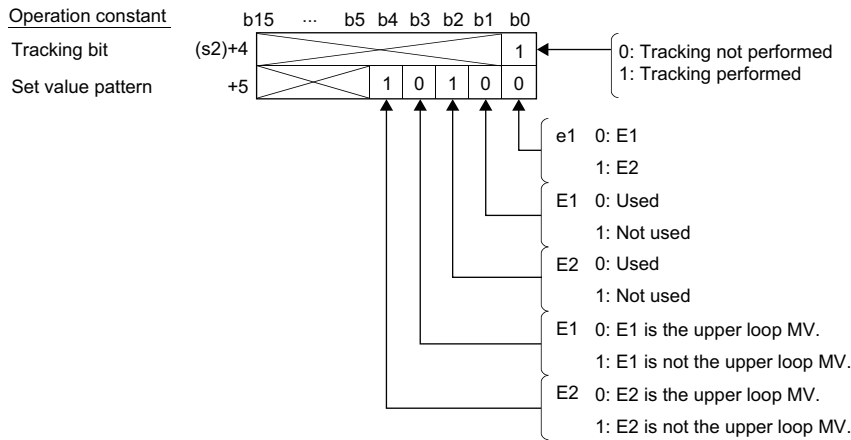 Operation constant
b15 ... b5 b4 b3 b2 b1 b0
Tracking bit (s2)+4 1
0: Tracking not performed
1: Tracking performed
Set value pattern +5 1 0 1 0 0
e1 0: E1
1: E2
E1 0: Used
1: Not used
E2 0: Used
1: Not used
E1 0: E1 is the upper loop MV.
1: E1 is not the upper loop MV.
E2 0: E2 is the upper loop MV.
1: E2 is not the upper loop MV.